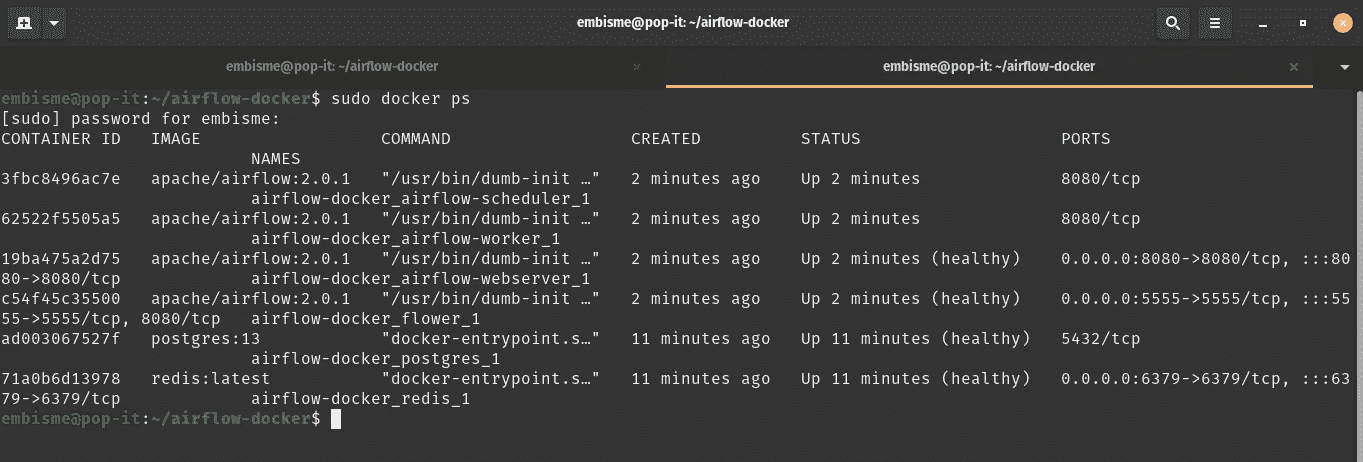 embisme@pop-it: ~/airflow-docker
embisme@pop-it: ~/airflow-docker
embisme@pop-it: ~/airflow-docker
embisme@pop-it:~/airflow-docker$ sudo docker ps
[sudo] password for embisme:
CONTAINER ID   IMAGE                  COMMAND                  CREATED          STATUS                    PORTS
                         NAMES
3fbc8496ac7e   apache/airflow:2.0.1   "/usr/bin/dumb-init …"   2 minutes ago    Up 2 minutes              8080/tcp
                         airflow-docker_airflow-scheduler_1
62522f5505a5   apache/airflow:2.0.1   "/usr/bin/dumb-init …"   2 minutes ago    Up 2 minutes              8080/tcp
                         airflow-docker_airflow-worker_1
19ba475a2d75   apache/airflow:2.0.1   "/usr/bin/dumb-init …"   2 minutes ago    Up 2 minutes (healthy)    0.0.0.0:8080->8080/tcp, :::80
80->8080/tcp             airflow-docker_airflow-webserver_1
c54f45c35500   apache/airflow:2.0.1   "/usr/bin/dumb-init …"   2 minutes ago    Up 2 minutes (healthy)    0.0.0.0:5555->5555/tcp, :::55
55->5555/tcp, 8080/tcp   airflow-docker_flower_1
ad003067527f   postgres:13            "docker-entrypoint.s…"   11 minutes ago   Up 11 minutes (healthy)   5432/tcp
                         airflow-docker_postgres_1
71a0b6d13978   redis:latest           "docker-entrypoint.s…"   11 minutes ago   Up 11 minutes (healthy)   0.0.0.0:6379->6379/tcp, :::63
79->6379/tcp             airflow-docker_redis_1
embisme@pop-it:~/airflow-docker$